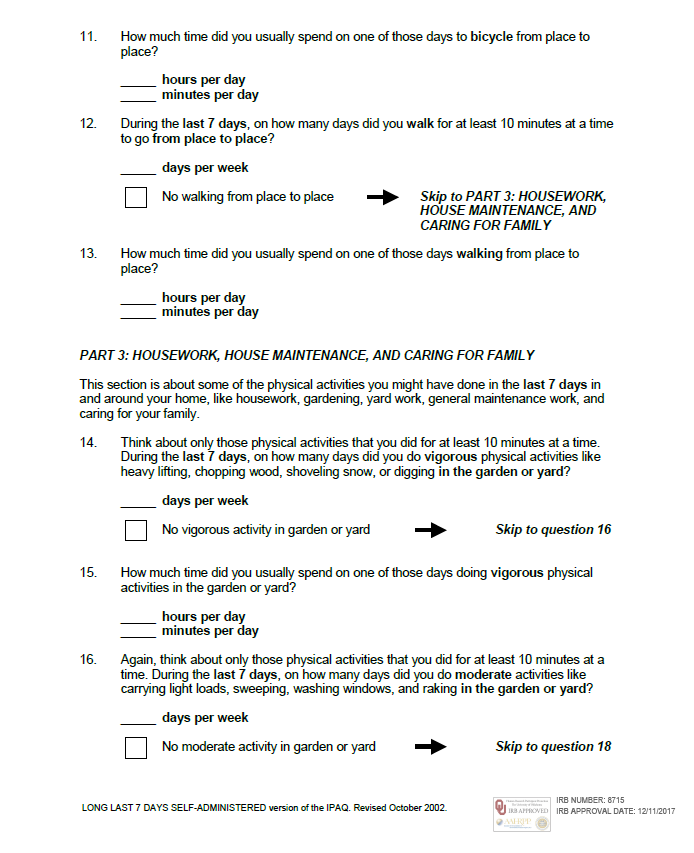 11. How much time did you usually spend on one of those days to bicycle from place to
place?
_____ hours per day
_____ minutes per day
12. During the last 7 days, on how many days did you walk for at least 10 minutes at a time
to go from place to place?
_____ days per week
No walking from place to place Skip to PART 3: HOUSEWORK,
HOUSE MAINTENANCE, AND
CARING FOR FAMILY
13. How much time did you usually spend on one of those days walking from place to
place?
_____ hours per day
_____ minutes per day
PART 3: HOUSEWORK, HOUSE MAINTENANCE, AND CARING FOR FAMILY
This section is about some of the physical activities you might have done in the last 7 days in
and around your home, like housework, gardening, yard work, general maintenance work, and
caring for your family.
14. Think about only those physical activities that you did for at least 10 minutes at a time.
During the last 7 days, on how many days did you do vigorous physical activities like
heavy lifting, chopping wood, shoveling snow, or digging in the garden or yard?
_____ days per week
No vigorous activity in garden or yard Skip to question 16
15. How much time did you usually spend on one of those days doing vigorous physical
activities in the garden or yard?
_____ hours per day
_____ minutes per day
16. Again, think about only those physical activities that you did for at least 10 minutes at a
time. During the last 7 days, on how many days did you do moderate activities like
carrying light loads, sweeping, washing windows, and raking in the garden or yard?
_____ days per week
No moderate activity in garden or yard Skip to question 18
LONG LAST 7 DAYS SELF-ADMINISTERED version of the IPAQ. Revised October 2002.
IRB APPROVED
IRB NUMBER: 8715
IRB APPROVAL DATE: 12/11/2017